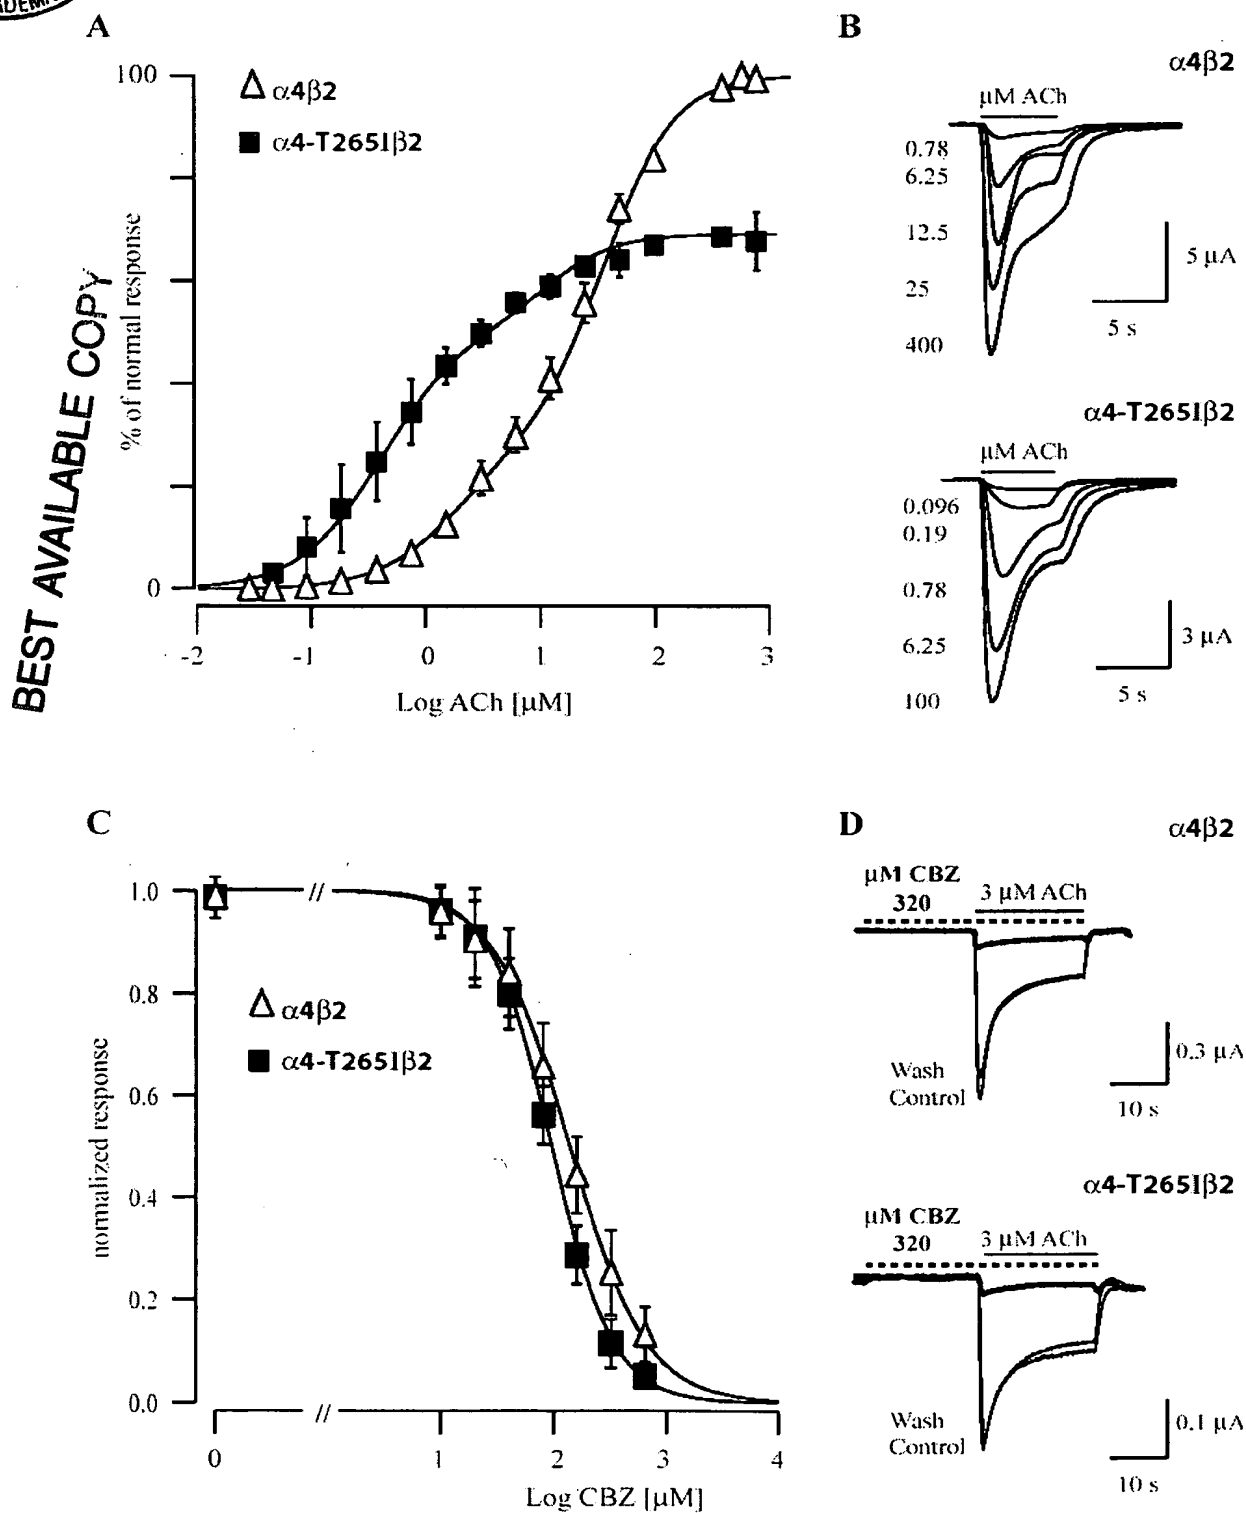 A
100
α4β2
α4-T265Iβ2
% of normal response
0
-2 -1 0 1 2 3
Log ACh [μM]
BEST AVAILABLE COPY
B
α4β2
μM ACh
0.78
6.25
12.5
25
400
5 μA
5 s
α4-T265Iβ2
μM ACh
0.096
0.19
0.78
6.25
100
3 μA
5 s
C
1.0
0.8
0.6
0.4
0.2
0.0
α4β2
α4-T265Iβ2
normalized response
0 // 1 2 3 4
Log CBZ [μM]
D
α4β2
μM CBZ
320
3 μM ACh
Wash
Control
0.3 μA
10 s
α4-T265Iβ2
μM CBZ
320
3 μM ACh
Wash
Control
0.1 μA
10 s